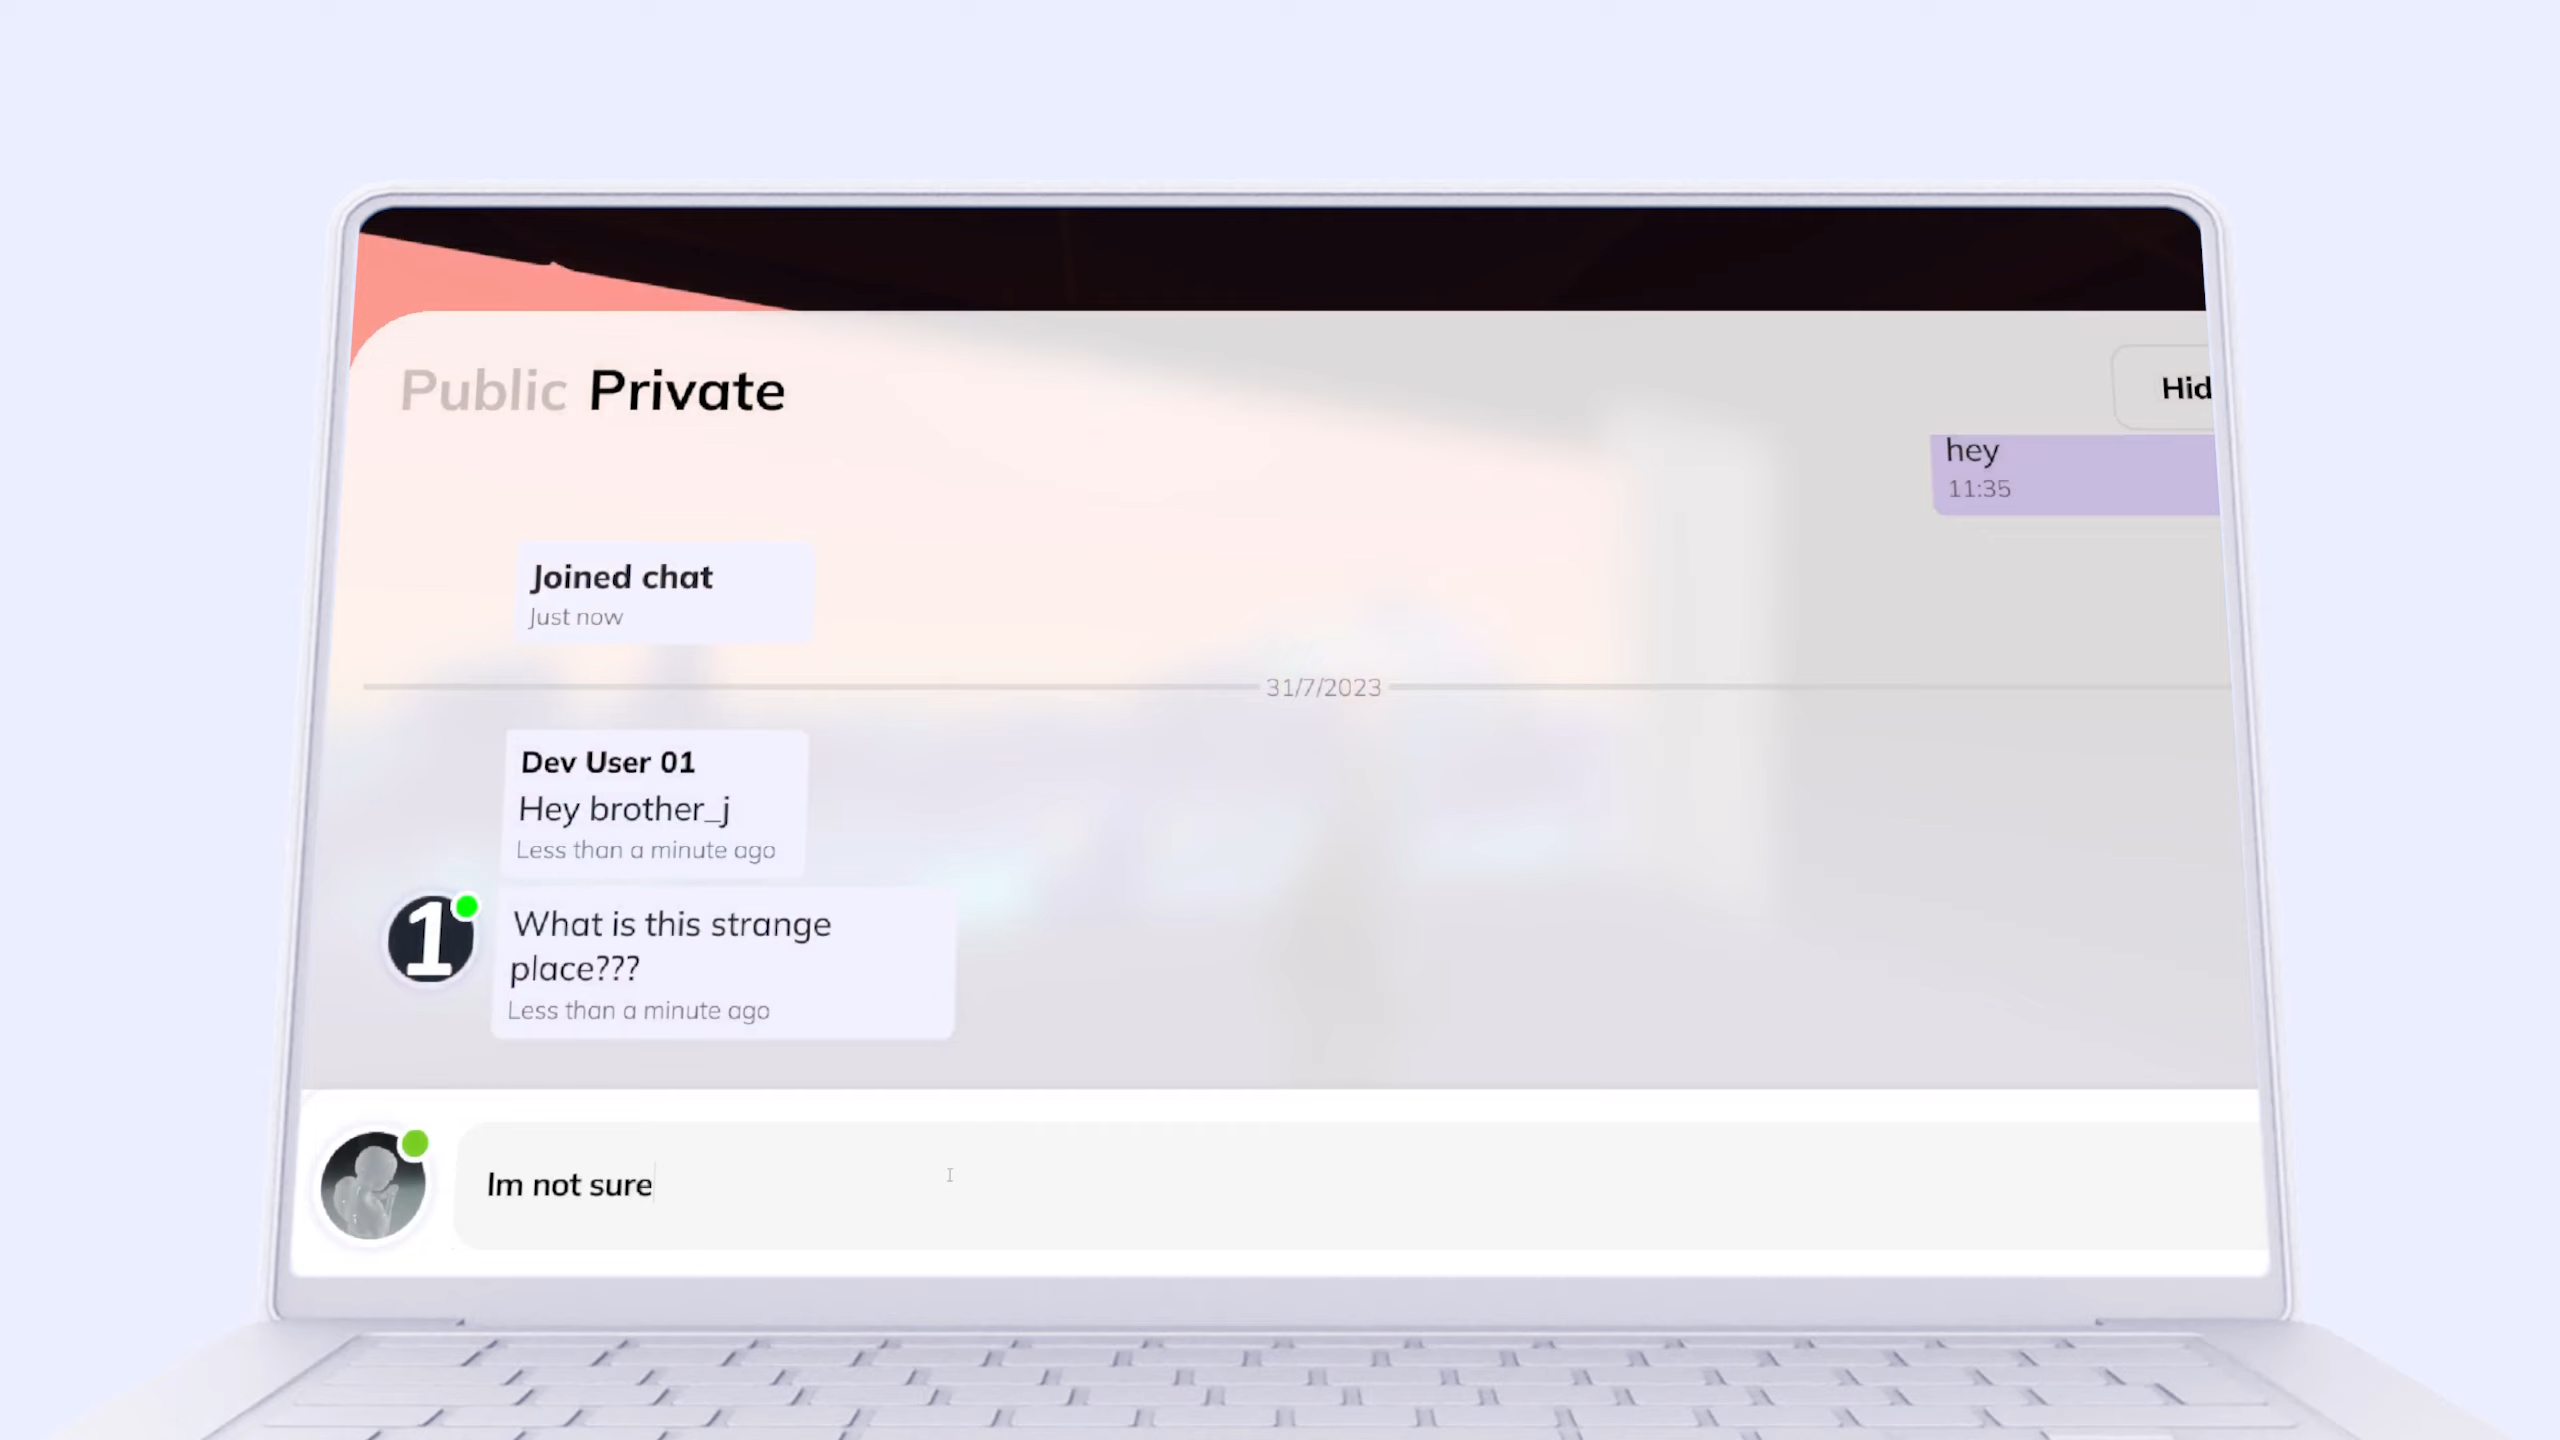 Public Private
Hid
hey
11:35
Joined chat
Just now
31/7/2023
Dev User 01
Hey brother_j
Less than a minute ago
1
What is this strange
place???
Less than a minute ago
Im not sure